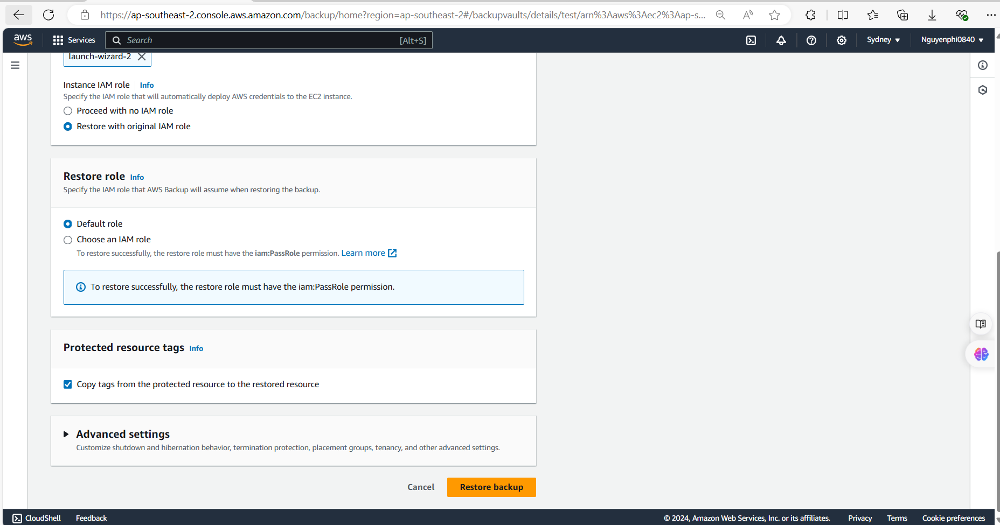 https://ap-southeast-2.console.aws.amazon.com/backup/home?region=ap-southeast-2#/backupvaults/details/test/arn%3Aaws%3Aec2%3Aap-s...
aws Services Search [Alt+S] Sydney Nguyenphi0840
launch-wizard-2
Instance IAM role Info
Specify the IAM role that will automatically deploy AWS credentials to the EC2 instance.
Proceed with no IAM role
Restore with original IAM role
Restore role Info
Specify the IAM role that AWS Backup will assume when restoring the backup.
Default role
Choose an IAM role
To restore successfully, the restore role must have the iam:PassRole permission. Learn more
To restore successfully, the restore role must have the iam:PassRole permission.
Protected resource tags Info
Copy tags from the protected resource to the restored resource
Advanced settings
Customize shutdown and hibernation behavior, termination protection, placement groups, tenancy, and other advanced settings.
Cancel Restore backup
CloudShell Feedback © 2024, Amazon Web Services, Inc. or its affiliates. Privacy Terms Cookie preferences